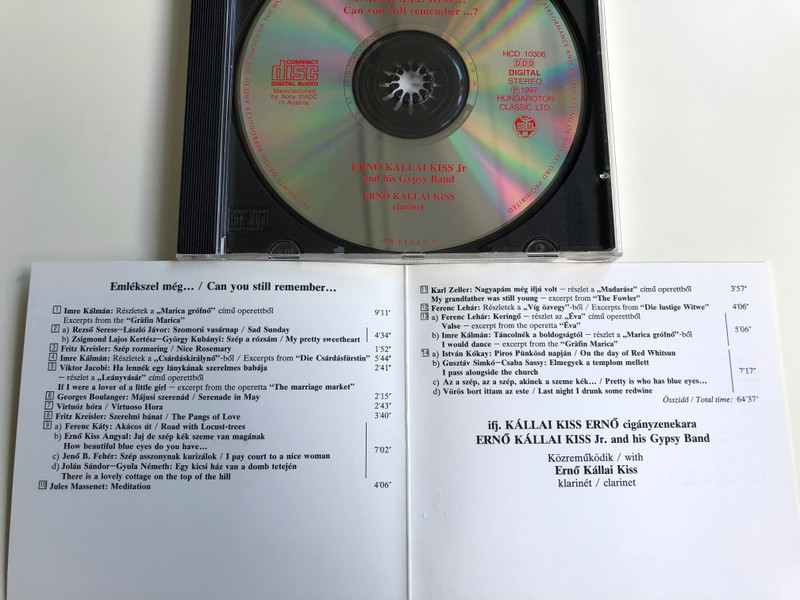 Can you still remember ...?
COMPACT
disc
DIGITAL AUDIO
Manufactured
by Sony DADC
in Austria
HCD 10306
DDD
DIGITAL
STEREO
Ⓟ 1997
HUNGAROTON
CLASSIC LTD.
BIEM
ERNŐ KÁLLAI KISS Jr
and his Gypsy Band
ERNŐ KÁLLAI KISS
clarinet
Emlékszel még... / Can you still remember...
1 Imre Kálmán: Részletek a „Marica grófnő" című operettből 9'11"
Excerpts from the “Gräfin Marica”
2 a) Rezső Seress—László Jávor: Szomorú vasárnap / Sad Sunday
b) Zsigmond Lajos Kertész—György Kubányi: Szép a rózsám / My pretty sweetheart 4'34"
3 Fritz Kreisler: Szép rozmaring / Nice Rosemary 1'52"
4 Imre Kálmán: Részletek a „Csárdáskirálynő"-ből / Excerpts from “Die Csárdásfürstin” 5'44"
5 Viktor Jacobi: Ha lennék egy lánykának szerelmes babája 2'41"
— részlet a „Leányvásár" című operettből
If I were a lover of a little girl — excerpt from the operetta “The marriage market”
6 Georges Boulanger: Májusi szerenád / Serenade in May 2'15"
7 Virtuóz hóra / Virtuoso Hora 2'43"
8 Fritz Kreisler: Szerelmi bánat / The Pangs of Love 3'40"
9 a) Ferenc Káty: Akácos út / Road with Locust-trees
b) Ernő Kiss Angyal: Jaj de szép kék szeme van magának
How beautiful blue eyes do you have... 7'02"
c) Jenő B. Fehér: Szép asszonynak kurizálok / I pay court to a nice woman
d) Jolán Sándor—Gyula Németh: Egy kicsi ház van a domb tetején
There is a lovely cottage on the top of the hill
10 Jules Massenet: Meditation 4'06"
11 Karl Zeller: Nagyapám még ifjú volt — részlet a „Madarász" című operettből 3'57"
My grandfather was still young — excerpt from “The Fowler”
12 Ferenc Lehár: Részletek a „Víg özvegy"-ből / Excerpts from “Die lustige Witwe” 4'06"
13 a) Ferenc Lehár: Keringő — részlet az „Éva" című operettből
Valse — excerpt from the operetta “Éva” 5'06"
b) Imre Kálmán: Táncolnék a boldogságtól — részlet a „Marica grófnő"-ből
I would dance — excerpt from “Gräfin Marica”
14 a) István Kókay: Piros Pünkösd napján / On the day of Red Whitsun
b) Gusztáv Simkó—Csaba Sassy: Elmegyek a templom mellett
I pass alongside the church 7'17"
c) Az a szép, az a szép, akinek a szeme kék... / Pretty is who has blue eyes...
d) Vörös bort ittam az este / Last night I drunk some redwine
Összidő / Total time: 64'37"
ifj. KÁLLAI KISS ERNŐ cigányzenekara
ERNŐ KÁLLAI KISS Jr. and his Gypsy Band
Közreműködik / with
Ernő Kállai Kiss
klarinét / clarinet